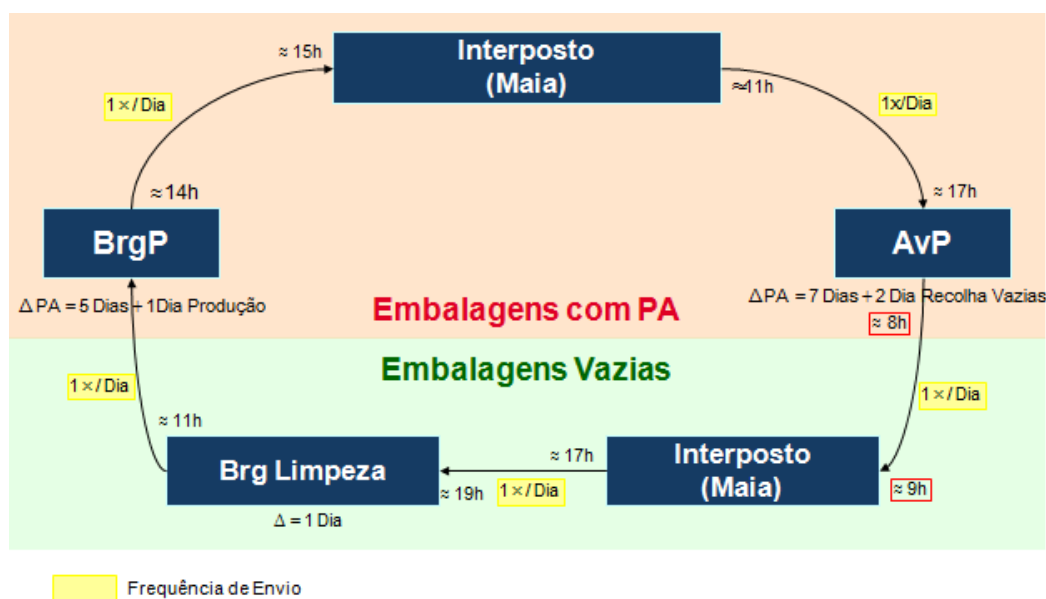 Interposto
(Maia)
≈ 15h
≈11h
1 ×/ Dia
1x/Dia
≈ 14h
≈ 17h
BrgP
AvP
Δ PA = 5 Dias + 1Dia Produção
ΔPA = 7 Dias + 2 Dia Recolha Vazias
Embalagens com PA
≈ 8h
Embalagens Vazias
1 ×/ Dia
1 ×/ Dia
≈ 11h
Brg Limpeza
≈ 17h
Interposto
(Maia)
≈ 19h
1 ×/ Dia
≈ 9h
Δ = 1 Dia
Frequência de Envio